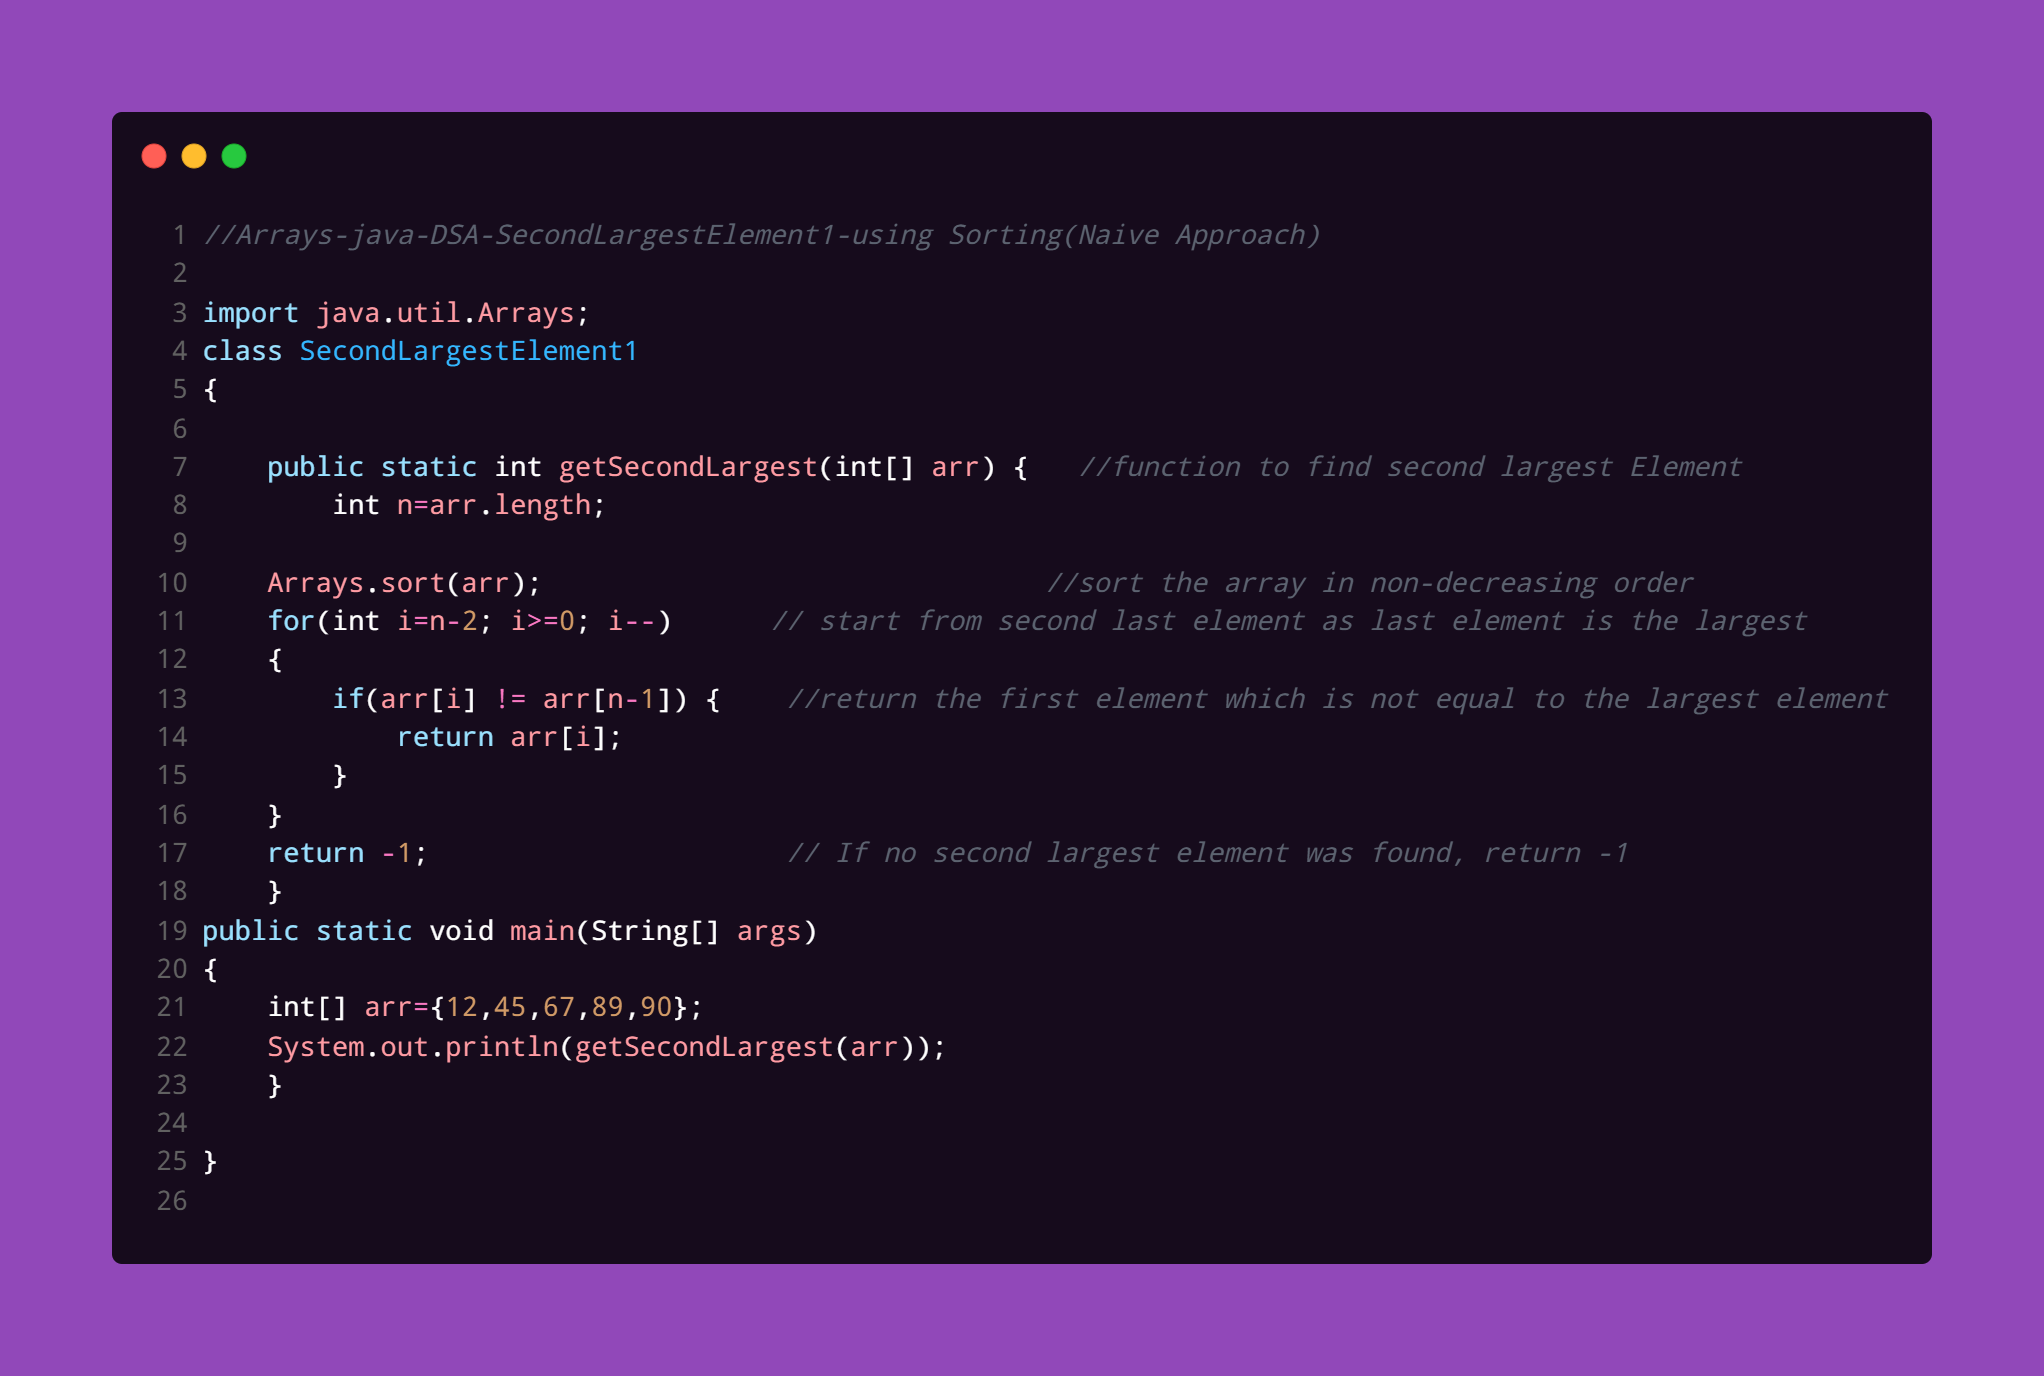 1 //Arrays-java-DSA-SecondLargestElement1-using Sorting(Naive Approach)
2
3 import java.util.Arrays;
4 class SecondLargestElement1
5 {
6
7     public static int getSecondLargest(int[] arr) {   //function to find second largest Element
8         int n=arr.length;
9
10     Arrays.sort(arr);                                //sort the array in non-decreasing order
11     for(int i=n-2; i>=0; i--)       // start from second last element as last element is the largest
12     {
13         if(arr[i] != arr[n-1]) {    //return the first element which is not equal to the largest element
14             return arr[i];
15         }
16     }
17     return -1;                       // If no second largest element was found, return -1
18     }
19 public static void main(String[] args)
20 {
21     int[] arr={12,45,67,89,90};
22     System.out.println(getSecondLargest(arr));
23     }
24
25 }
26